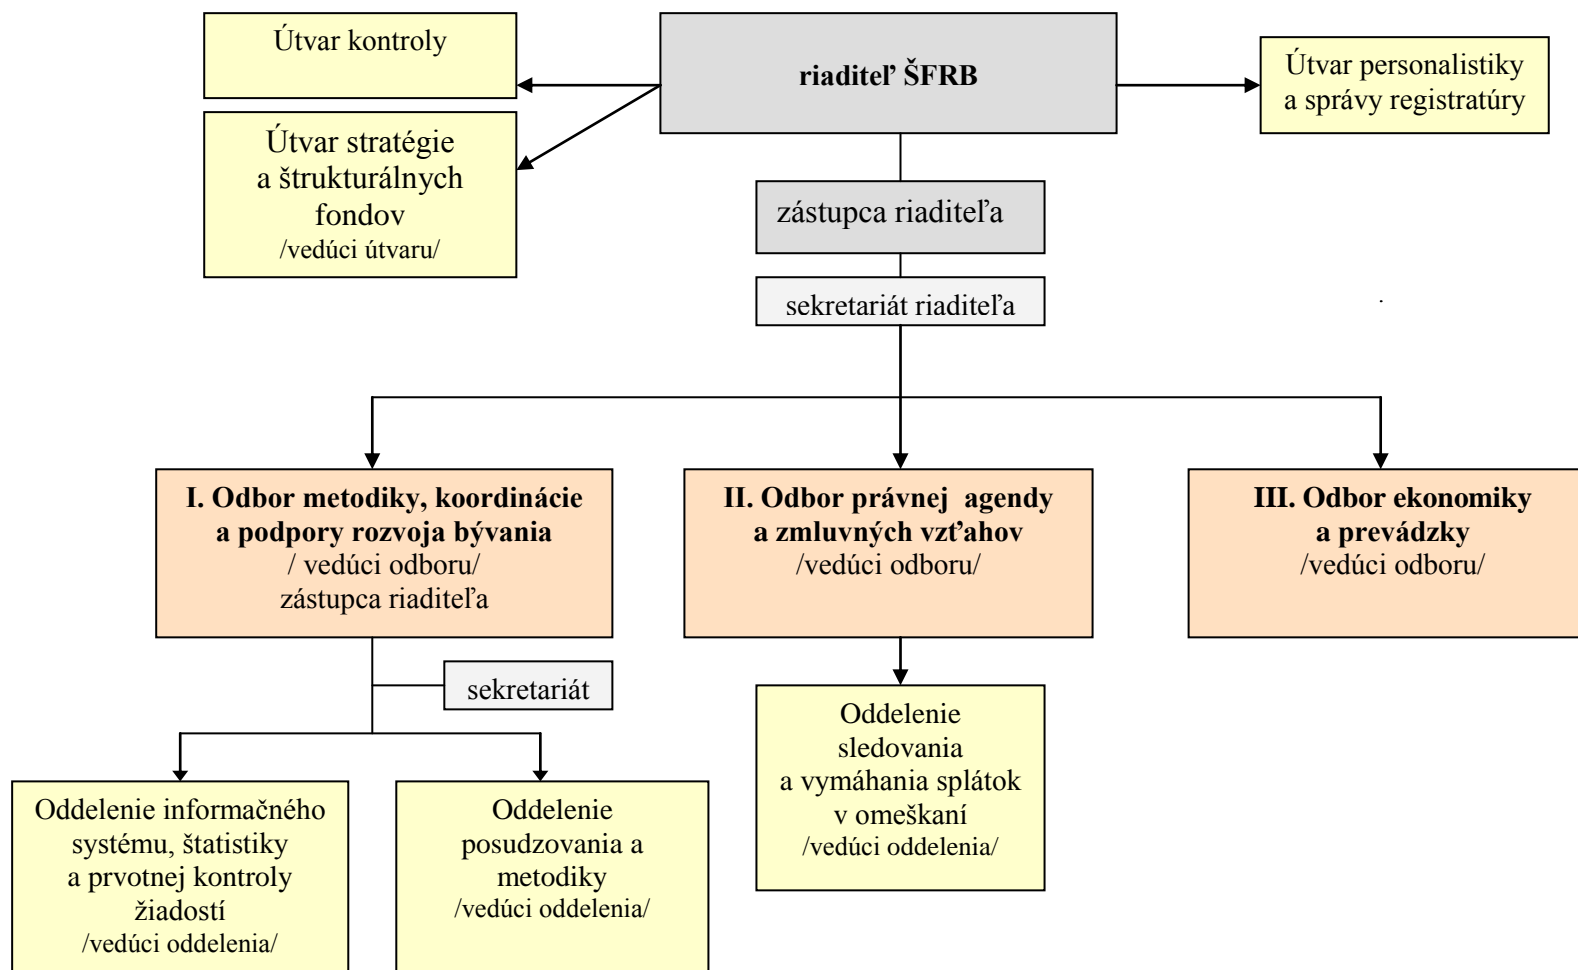 Útvar kontroly
riaditeľ ŠFRB
Útvar personalistiky
a správy registratúry
Útvar stratégie
a štrukturálnych
fondov
/vedúci útvaru/
zástupca riaditeľa
sekretariát riaditeľa
.
I. Odbor metodiky, koordinácie
a podpory rozvoja bývania
/ vedúci odboru/
zástupca riaditeľa
II. Odbor právnej agendy
a zmluvných vzťahov
/vedúci odboru/
III. Odbor ekonomiky
a prevádzky
/vedúci odboru/
sekretariát
Oddelenie
sledovania
a vymáhania splátok
v omeškaní
/vedúci oddelenia/
Oddelenie informačného
systému, štatistiky
a prvotnej kontroly
žiadostí
/vedúci oddelenia/
Oddelenie
posudzovania a
metodiky
/vedúci oddelenia/